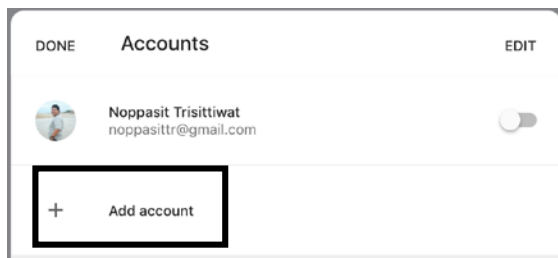 DONE Accounts EDIT
Noppasit Trisittiwat
noppasittr@gmail.com
+ Add account